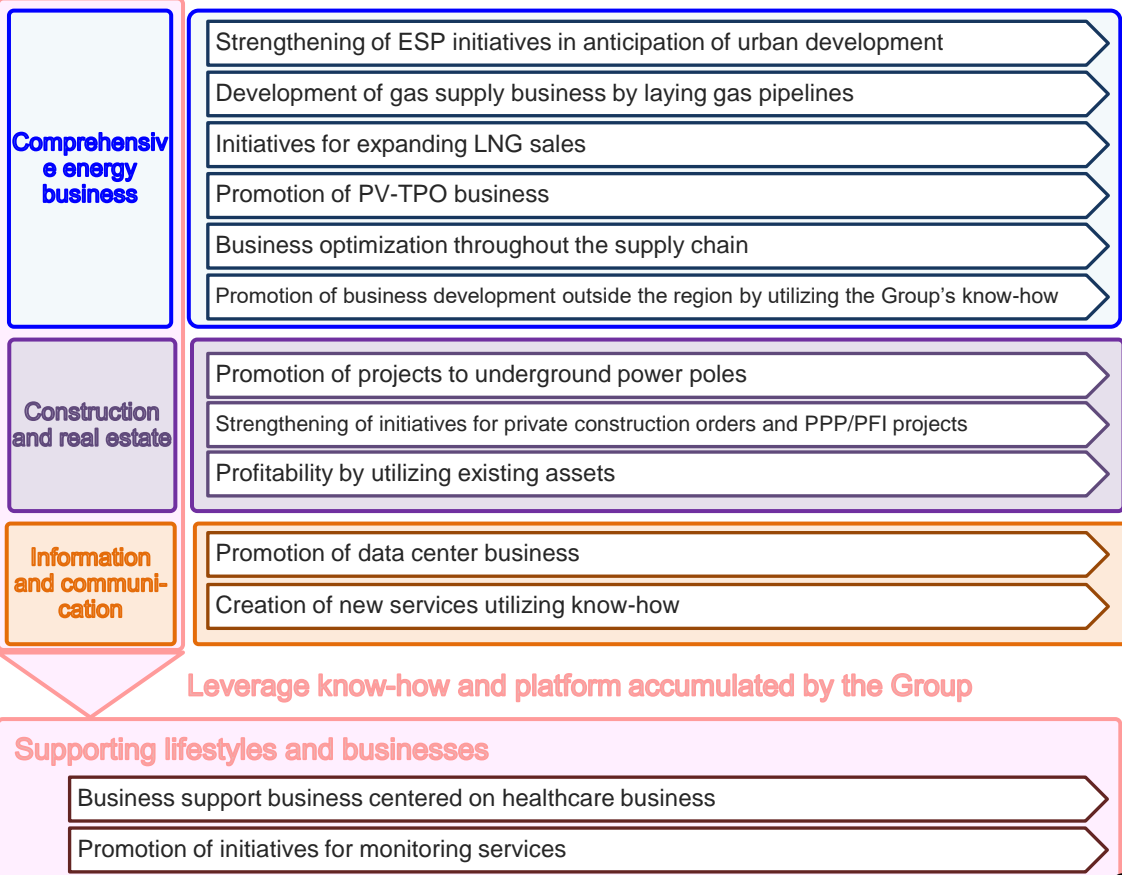 Comprehensiv
e energy
business
Strengthening of ESP initiatives in anticipation of urban development
Development of gas supply business by laying gas pipelines
Initiatives for expanding LNG sales
Promotion of PV-TPO business
Business optimization throughout the supply chain
Promotion of business development outside the region by utilizing the Group’s know-how
Construction
and real estate
Promotion of projects to underground power poles
Strengthening of initiatives for private construction orders and PPP/PFI projects
Profitability by utilizing existing assets
Information
and communi-
cation
Promotion of data center business
Creation of new services utilizing know-how
Leverage know-how and platform accumulated by the Group
Supporting lifestyles and businesses
Business support business centered on healthcare business
Promotion of initiatives for monitoring services